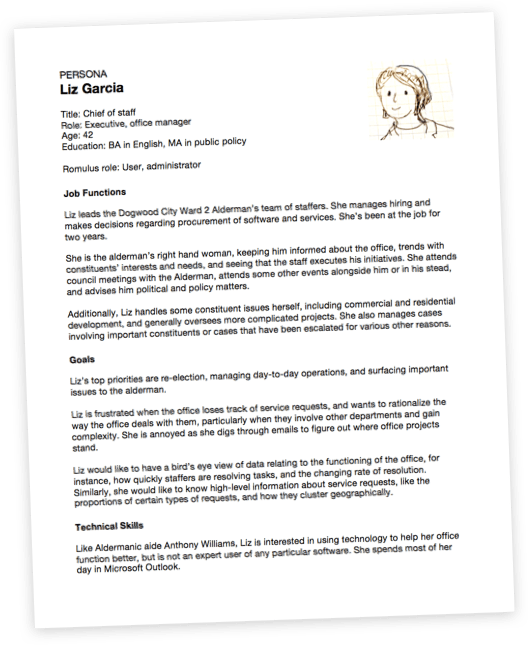 PERSONA
Liz Garcia
Title: Chief of staff
Role: Executive, office manager
Age: 42
Education: BA in English, MA in public policy
Romulus role: User, administrator
Job Functions
Liz leads the Dogwood City Ward 2 Alderman's team of staffers. She manages hiring and
makes decisions regarding procurement of software and services. She's been at the job for
two years.
She is the alderman's right hand woman, keeping him informed about the office, trends with
constituents' interests and needs, and seeing that the staff executes his initiatives. She attends
council meetings with the Alderman, attends some other events alongside him or in his stead,
and advises him political and policy matters.
Additionally, Liz handles some constituent issues herself, including commercial and residential
development, and generally oversees more complicated projects. She also manages cases
involving important constituents or cases that have been escalated for various other reasons.
Goals
Liz's top priorities are re-election, managing day-to-day operations, and surfacing important
issues to the alderman.
Liz is frustrated when the office loses track of service requests, and wants to rationalize the
way the office deals with them, particularly when they involve other departments and gain
complexity. She is annoyed as she digs through emails to figure out where office projects
stand.
Liz would like to have a bird's eye view of data relating to the functioning of the office, for
instance, how quickly staffers are resolving tasks, and the changing rate of resolution.
Similarly, she would like to know high-level information about service requests, like the
proportions of certain types of requests, and how they cluster geographically.
Technical Skills
Like Aldermanic aide Anthony Williams, Liz is interested in using technology to help her office
function better, but is not an expert user of any particular software. She spends most of her
day in Microsoft Outlook.